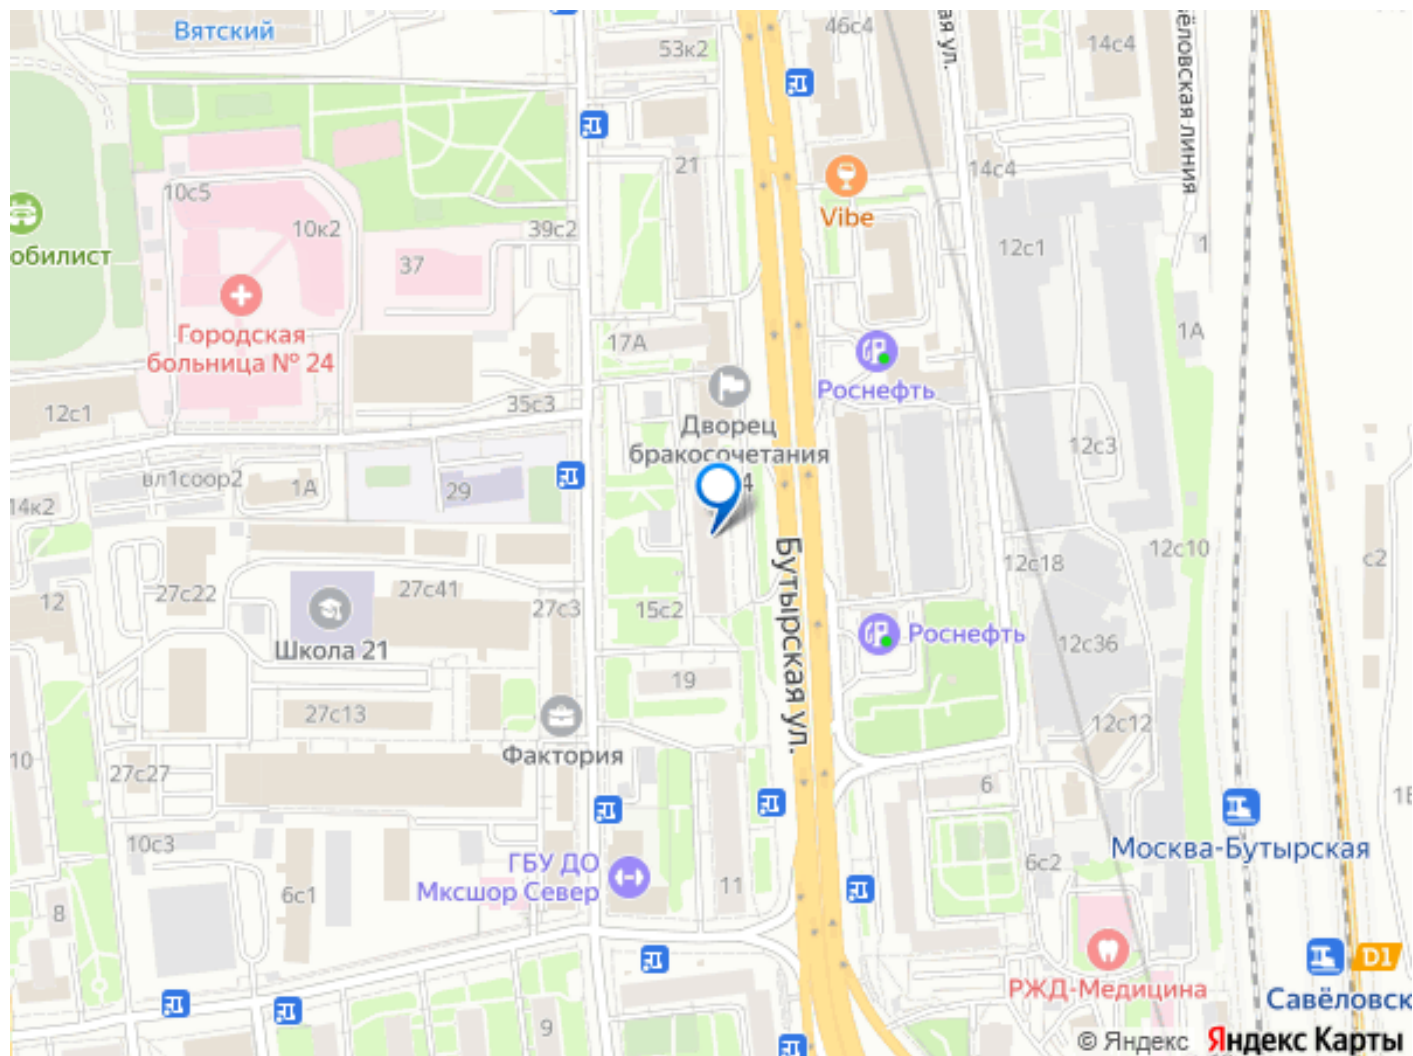 Вятский
53к2
46с4
ая ул.
14с4
ёловская линия
21
14с4
10с5
10к2
39с2
Vibe
обилист
37
12с1
1
Городская
больница № 24
17А
1А
Роснефть
12с1
35с3
Дворец
бракосочетания
4
12с3
вл1соор2
1А
29
14к2
Бутырская ул.
12с10
12с18
с2
27с22
27с41
27с3
12
15с2
Школа 21
Роснефть
12с36
19
27с13
12с12
Фактория
10
27с27
6
1Е
10с3
Москва-Бутырская
ГБУ ДО
Мксшор Север
6с2
6с1
11
8
D1
РЖД-Медицина
Савёловск
9
© Яндекс Яндекс Карты